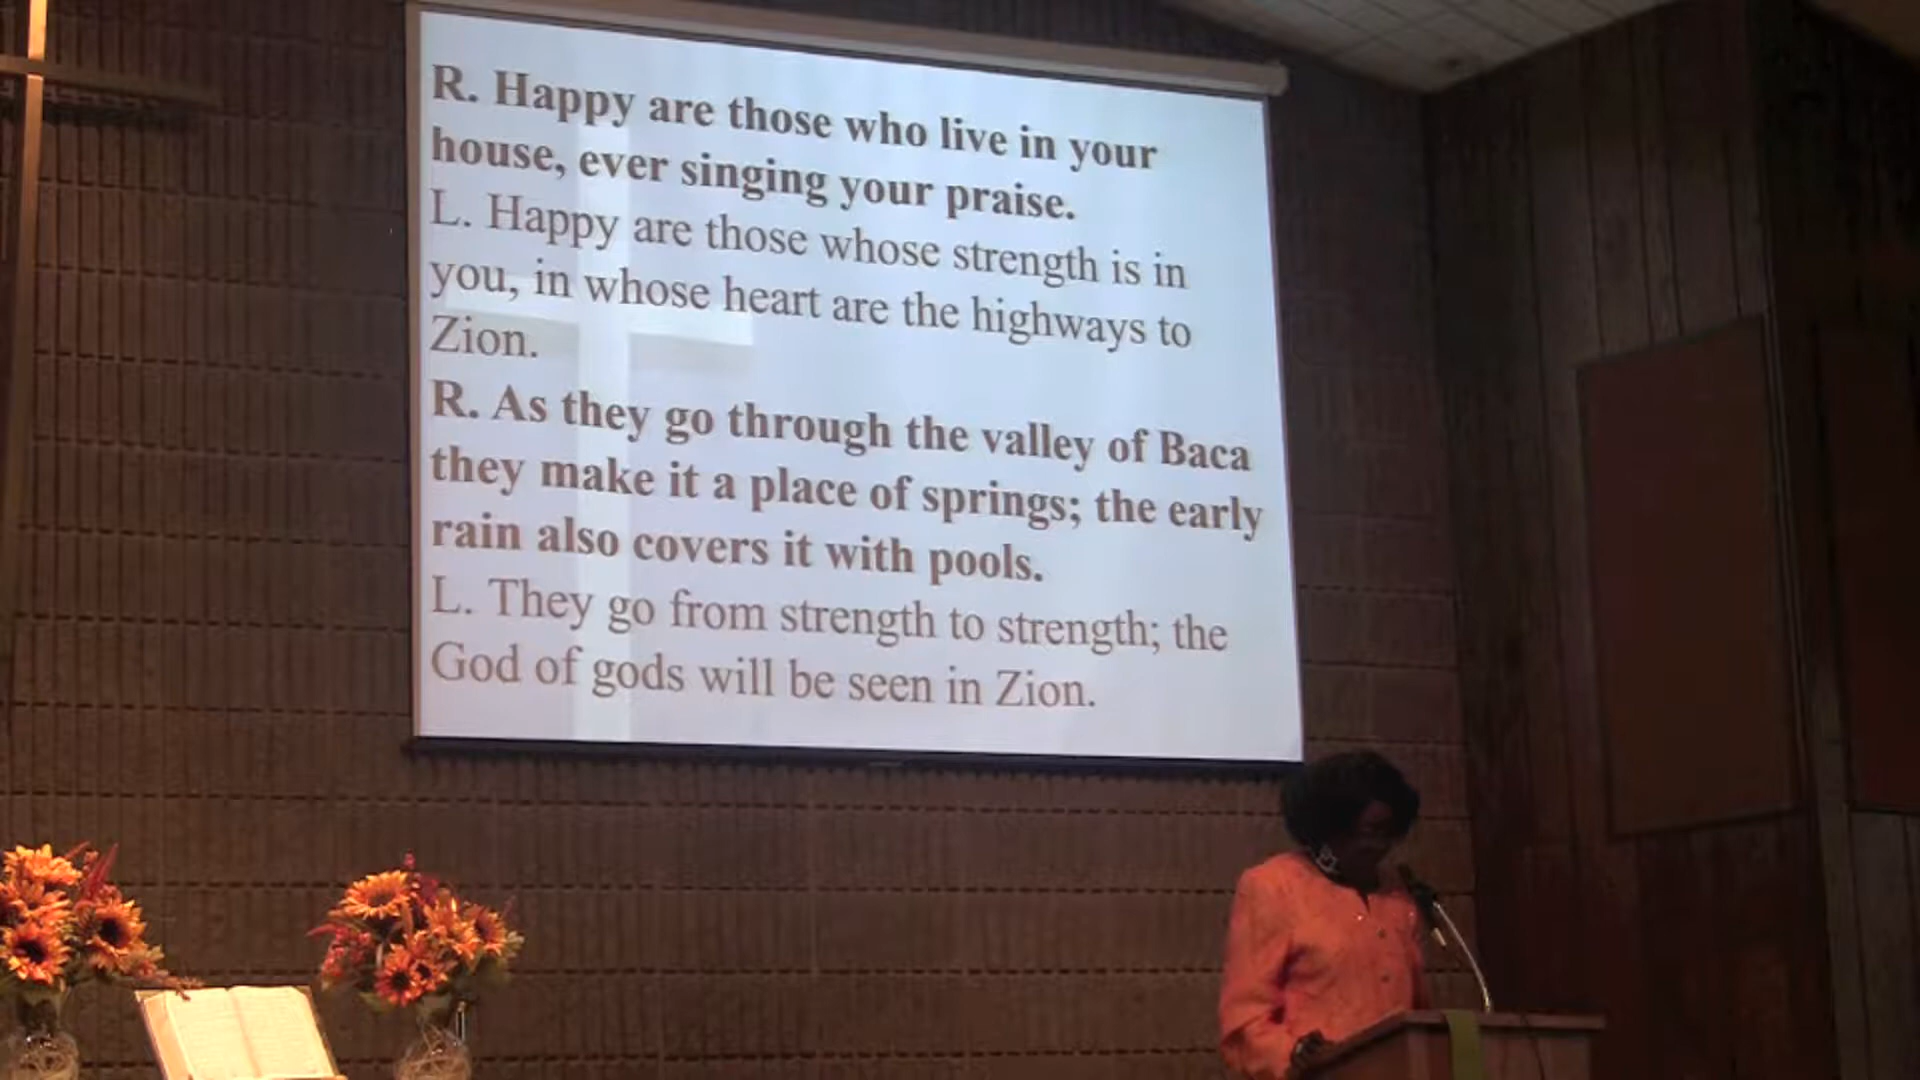 R. Happy are those who live in your
house, ever singing your praise.
L. Happy are those whose strength is in
you, in whose heart are the highways to
Zion.
R. As they go through the valley of Baca
they make it a place of springs; the early
rain also covers it with pools.
L. They go from strength to strength; the
God of gods will be seen in Zion.